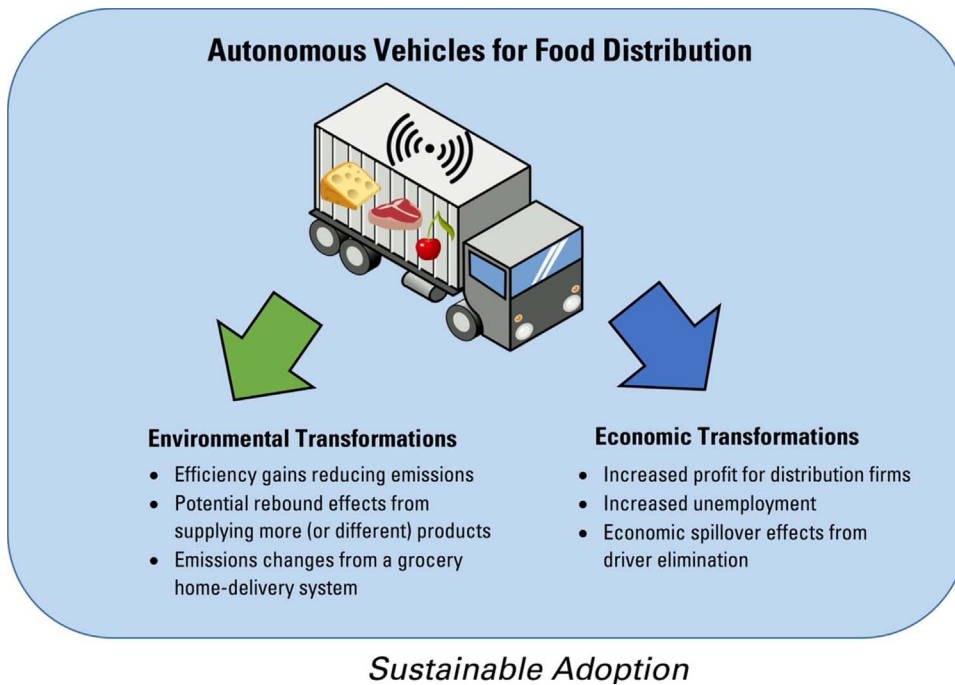 Autonomous Vehicles for Food Distribution
Environmental Transformations
• Efficiency gains reducing emissions
• Potential rebound effects from
supplying more (or different) products
• Emissions changes from a grocery
home-delivery system
Economic Transformations
• Increased profit for distribution firms
• Increased unemployment
• Economic spillover effects from
driver elimination
Sustainable Adoption